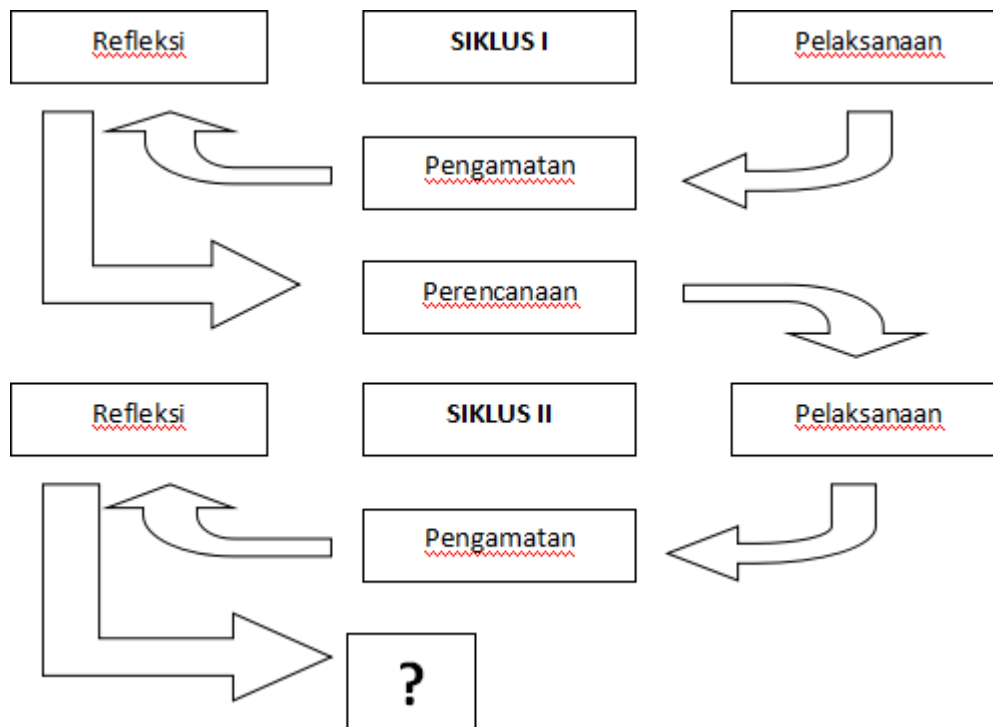 Refleksi
SIKLUS I
Pelaksanaan
Pengamatan
Perencanaan
Refleksi
SIKLUS II
Pelaksanaan
Pengamatan
?